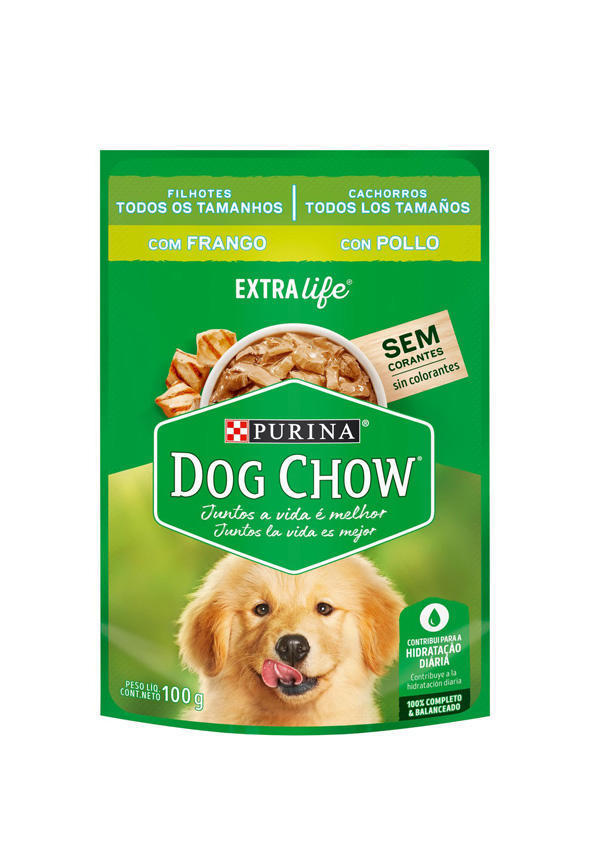 FILHOTES
TODOS OS TAMANHOS
CACHORROS
TODOS LOS TAMAÑOS
COM FRANGO
CON POLLO
EXTRA life®
SEM
CORANTES
sin colorantes
PURINA®
DOG CHOW®
Juntos a vida é melhor
Juntos la vida es mejor
CONTRIBUI PARA A
HIDRATAÇÃO
DIÁRIA
Contribuye a la
hidratación diaria
100% COMPLETO
& BALANCEADO
PESO LÍQ.
CONT.NETO 100 g